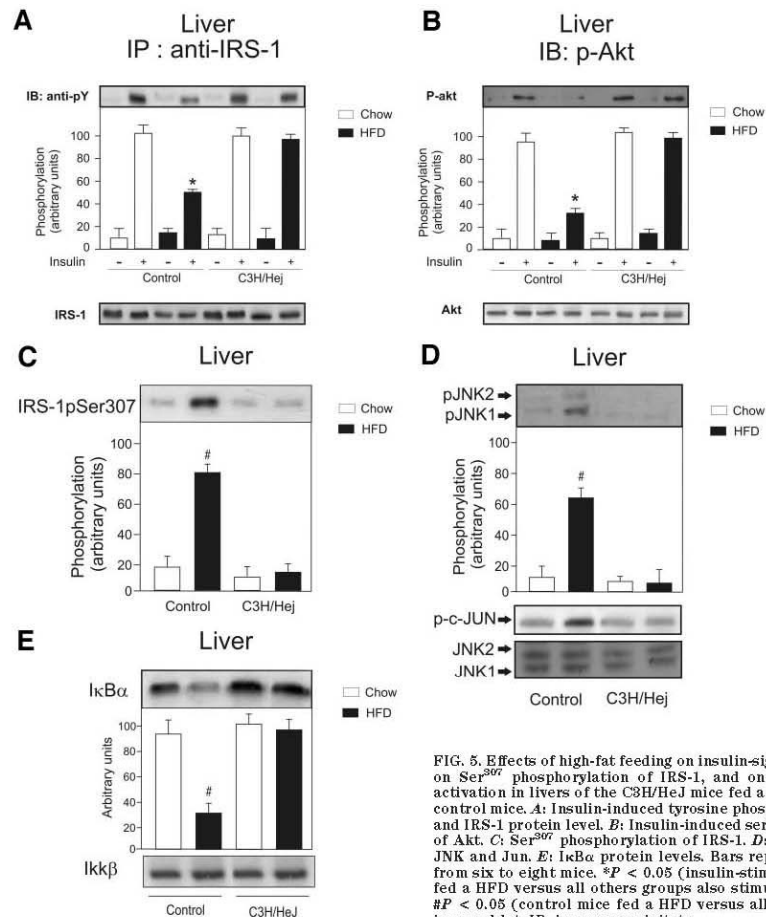 A
Liver
IP : anti-IRS-1
IB: anti-pY
Chow
HFD
Phosphorylation
(arbitrary units)
100
80
60
40
20
0
*
Insulin - + - + - + - +
Control C3H/Hej
IRS-1
B
Liver
IB: p-Akt
P-akt
Chow
HFD
Phosphorylation
(arbitrary units)
100
80
60
40
20
0
*
Insulin - + - + - + - +
Control C3H/Hej
Akt
C
Liver
IRS-1pSer307
Chow
HFD
Phosphorylation
(arbitrary units)
100
80
60
40
20
0
#
Control C3H/Hej
D
Liver
pJNK2
pJNK1
Chow
HFD
Phosphorylation
(arbitrary units)
100
80
60
40
20
0
#
p-c-JUN
JNK2
JNK1
Control C3H/Hej
E
Liver
IκBα
Chow
HFD
Arbitrary units
100
80
60
40
20
0
#
Ikkβ
Control C3H/HeJ
FIG. 5. Effects of high-fat feeding on insulin-sig
on Ser307 phosphorylation of IRS-1, and on
activation in livers of the C3H/HeJ mice fed a
control mice. A: Insulin-induced tyrosine phos
and IRS-1 protein level. B: Insulin-induced ser
of Akt. C: Ser307 phosphorylation of IRS-1. D:
JNK and Jun. E: IκBα protein levels. Bars rep
from six to eight mice. *P < 0.05 (insulin-stim
fed a HFD versus all others groups also stimu
#P < 0.05 (control mice fed a HFD versus all